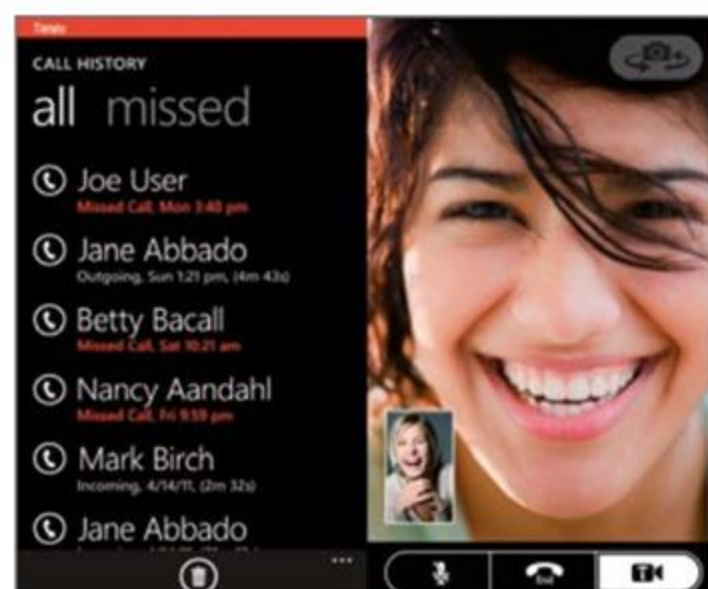 CALL HISTORY
all missed
Joe User
Missed Call, Mon 3:40 pm
Jane Abbado
Outgoing, Sun 1:21 pm, (4m 43s)
Betty Bacall
Missed Call, Sat 10:21 am
Nancy Aandahl
Missed Call, Fri 9:59 pm
Mark Birch
Incoming, 4/14/11, (2m 32s)
Jane Abbado
End